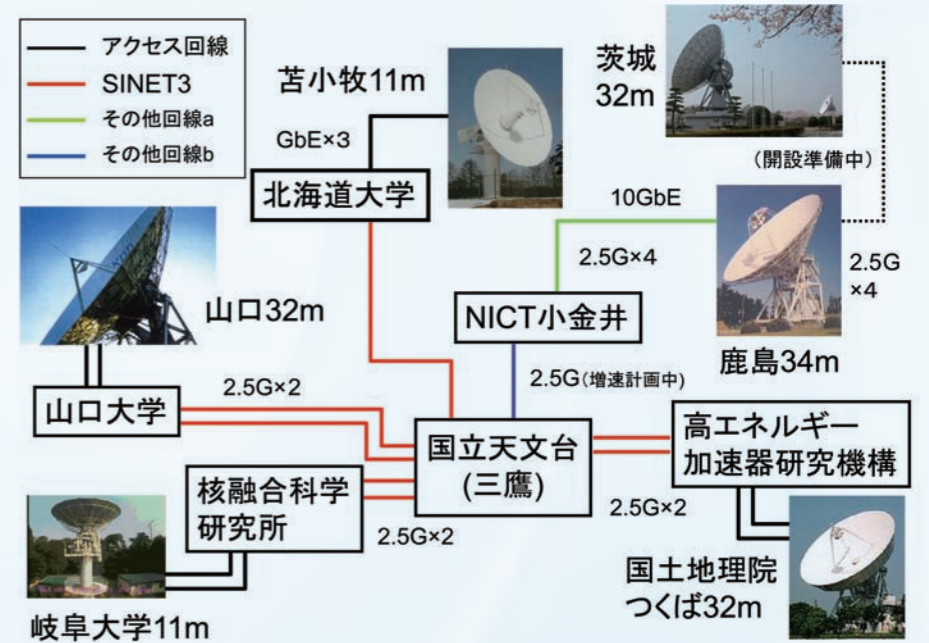 アクセス回線
SINET3
その他回線a
その他回線b
苫小牧11m
茨城
32m
GbE×3
(開設準備中)
北海道大学
10GbE
2.5G×4
2.5G
×4
山口32m
NICT小金井
鹿島34m
2.5G(増速計画中)
2.5G×2
山口大学
国立天文台
(三鷹)
高エネルギー
加速器研究機構
核融合科学
研究所
2.5G×2
2.5G×2
国土地理院
つくば32m
岐阜大学11m